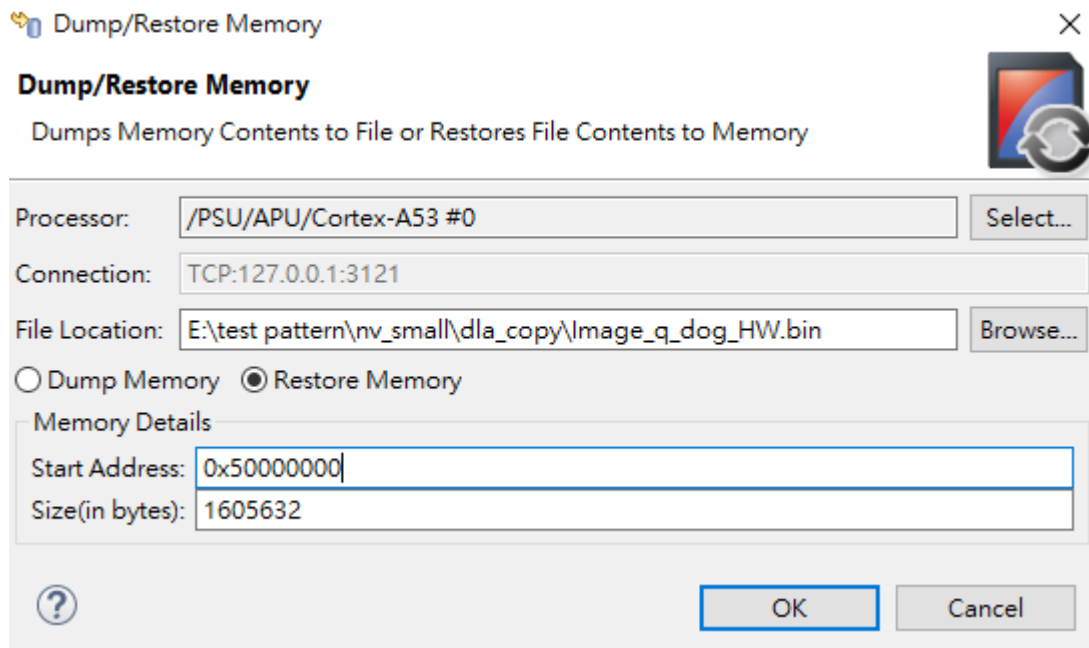 Dump/Restore Memory
Dump/Restore Memory
Dumps Memory Contents to File or Restores File Contents to Memory
Processor: /PSU/APU/Cortex-A53 #0 Select...
Connection: TCP:127.0.0.1:3121
File Location: E:\test pattern\nv_small\dla_copy\Image_q_dog_HW.bin Browse...
Dump Memory Restore Memory
Memory Details
Start Address: 0x50000000
Size(in bytes): 1605632
? OK Cancel